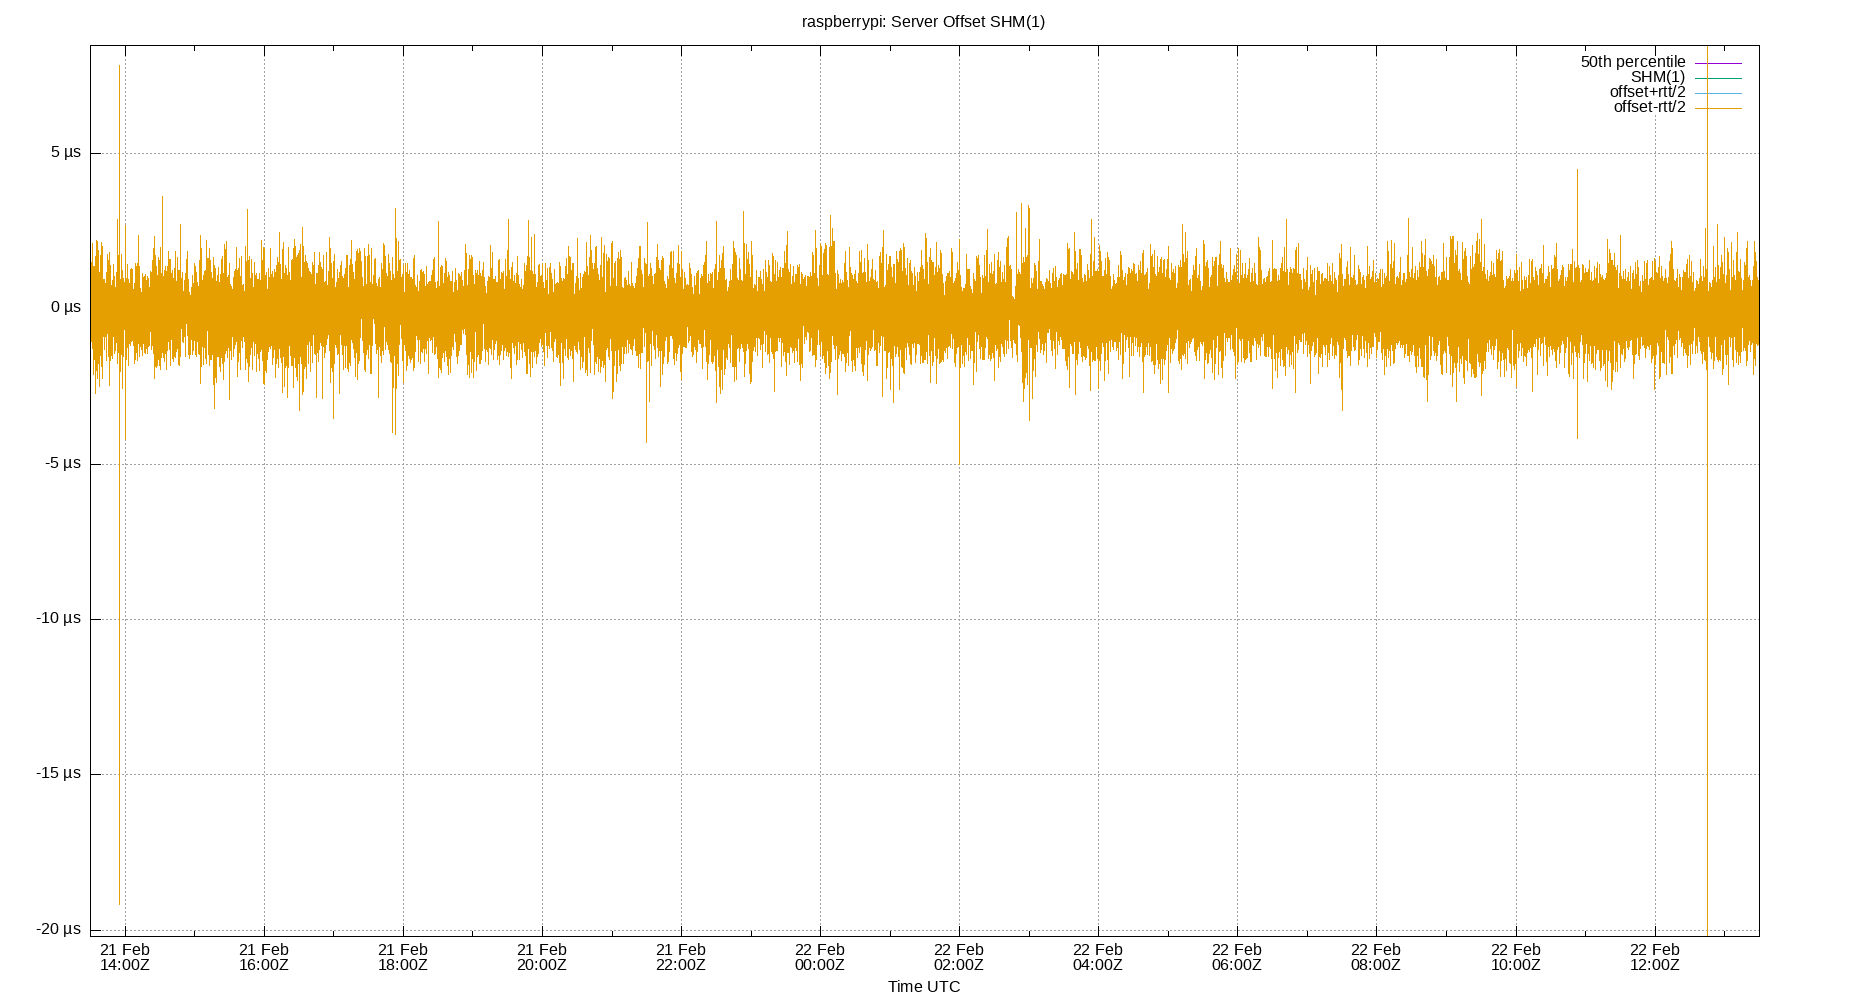 raspberrypi: Server Offset SHM(1)
50th percentile
SHM(1)
offset+rtt/2
offset-rtt/2
5 µs
0 µs
-5 µs
-10 µs
-15 µs
-20 µs
21 Feb 21 Feb 21 Feb 21 Feb 21 Feb 22 Feb 22 Feb 22 Feb 22 Feb 22 Feb 22 Feb 22 Feb
14:00Z 16:00Z 18:00Z 20:00Z 22:00Z 00:00Z 02:00Z 04:00Z 06:00Z 08:00Z 10:00Z 12:00Z
Time UTC